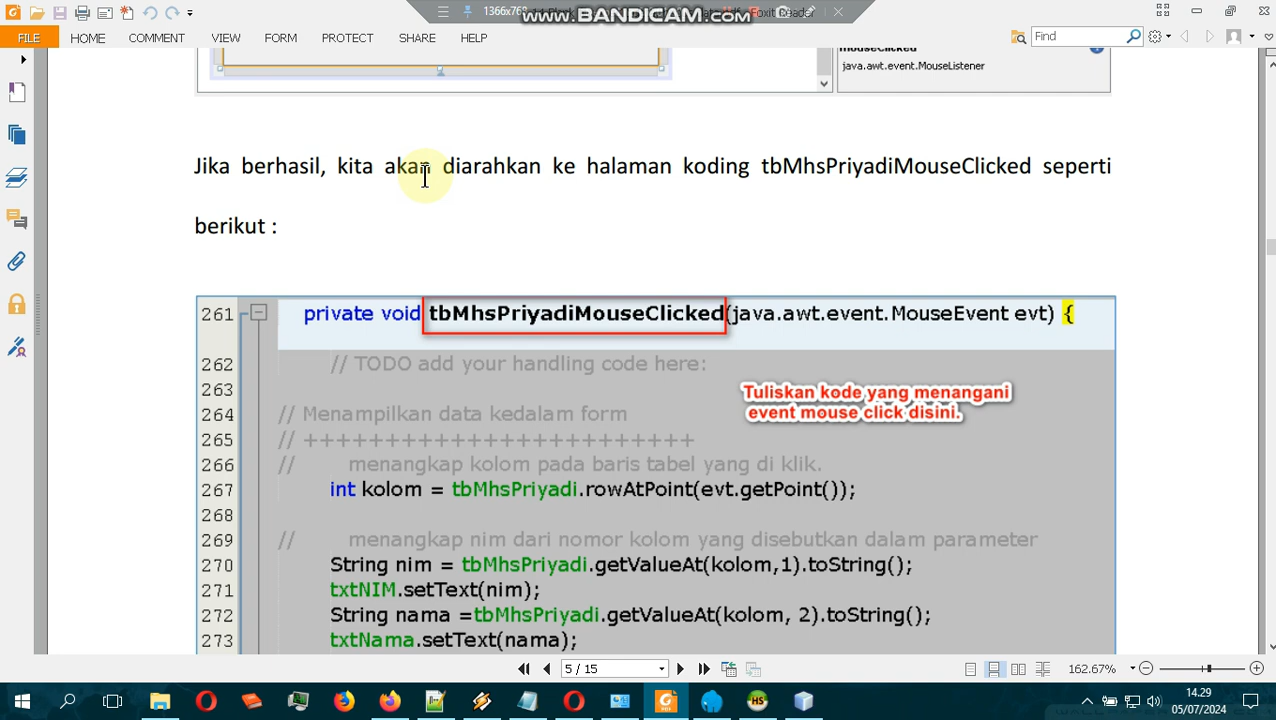 1366x768
www.BANDICAM.com
Reader
FILE HOME COMMENT VIEW FORM PROTECT SHARE HELP
Find
mouseClicked
java.awt.event.MouseListener
Jika berhasil, kita akan diarahkan ke halaman koding tbMhsPriyadiMouseClicked seperti
berikut :
261 private void tbMhsPriyadiMouseClicked(java.awt.event.MouseEvent evt) {
262 // TODO add your handling code here:
263
Tuliskan kode yang menangani
event mouse click disini.
264 // Menampilkan data kedalam form
265 // ++++++++++++++++++++++++
266 // menangkap kolom pada baris tabel yang di klik.
267 int kolom = tbMhsPriyadi.rowAtPoint(evt.getPoint());
268
269 // menangkap nim dari nomor kolom yang disebutkan dalam parameter
270 String nim = tbMhsPriyadi.getValueAt(kolom,1).toString();
271 txtNIM.setText(nim);
272 String nama =tbMhsPriyadi.getValueAt(kolom, 2).toString();
273 txtNama.setText(nama);
5 / 15
162.67%
14.29
05/07/2024